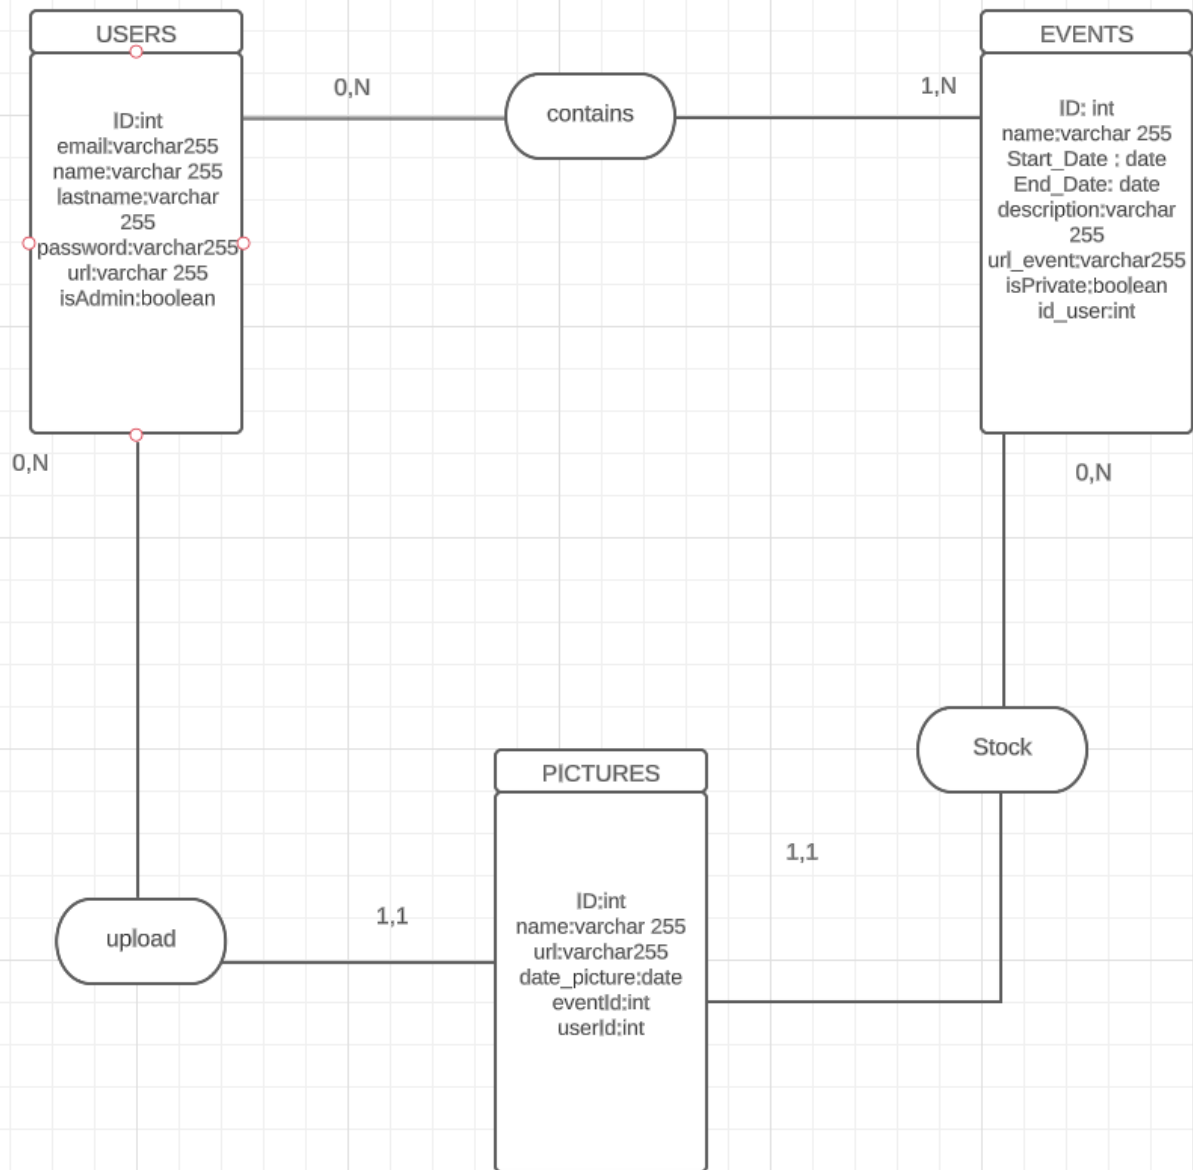 USERS
ID:int
email:varchar255
name:varchar 255
lastname:varchar
255
password:varchar255
url:varchar 255
isAdmin:boolean
0,N
contains
1,N
EVENTS
ID: int
name:varchar 255
Start_Date : date
End_Date: date
description:varchar
255
url_event:varchar255
isPrivate:boolean
id_user:int
0,N
0,N
Stock
1,1
upload
1,1
PICTURES
ID:int
name:varchar 255
url:varchar255
date_picture:date
eventId:int
userId:int